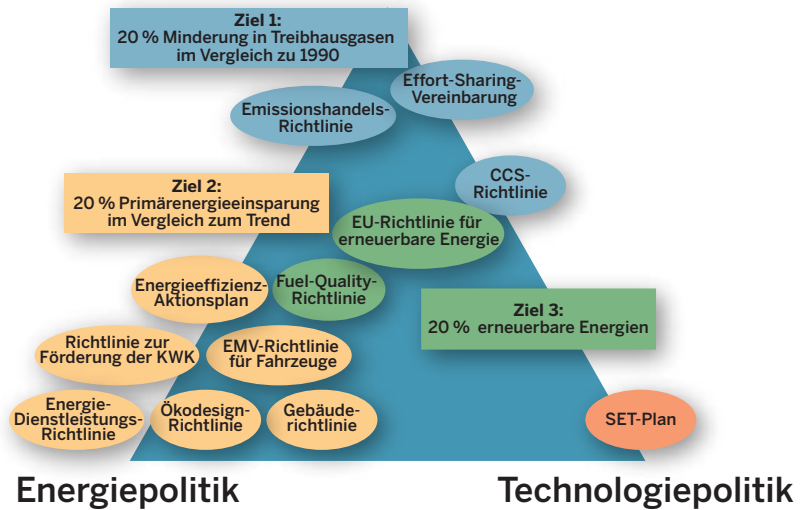 Ziel 1:
20 % Minderung in Treibhausgasen
im Vergleich zu 1990
Effort-Sharing-
Vereinbarung
Emissionshandels-
Richtlinie
CCS-
Richtlinie
Ziel 2:
20 % Primärenergieeinsparung
im Vergleich zum Trend
EU-Richtlinie für
erneuerbare Energie
Energieeffizienz-
Aktionsplan
Fuel-Quality-
Richtlinie
Ziel 3:
20 % erneuerbare Energien
Richtlinie zur
Förderung der KWK
EMV-Richtlinie
für Fahrzeuge
Energie-
Dienstleistungs-
Richtlinie
Ökodesign-
Richtlinie
Gebäude-
richtlinie
SET-Plan
Energiepolitik
Technologiepolitik